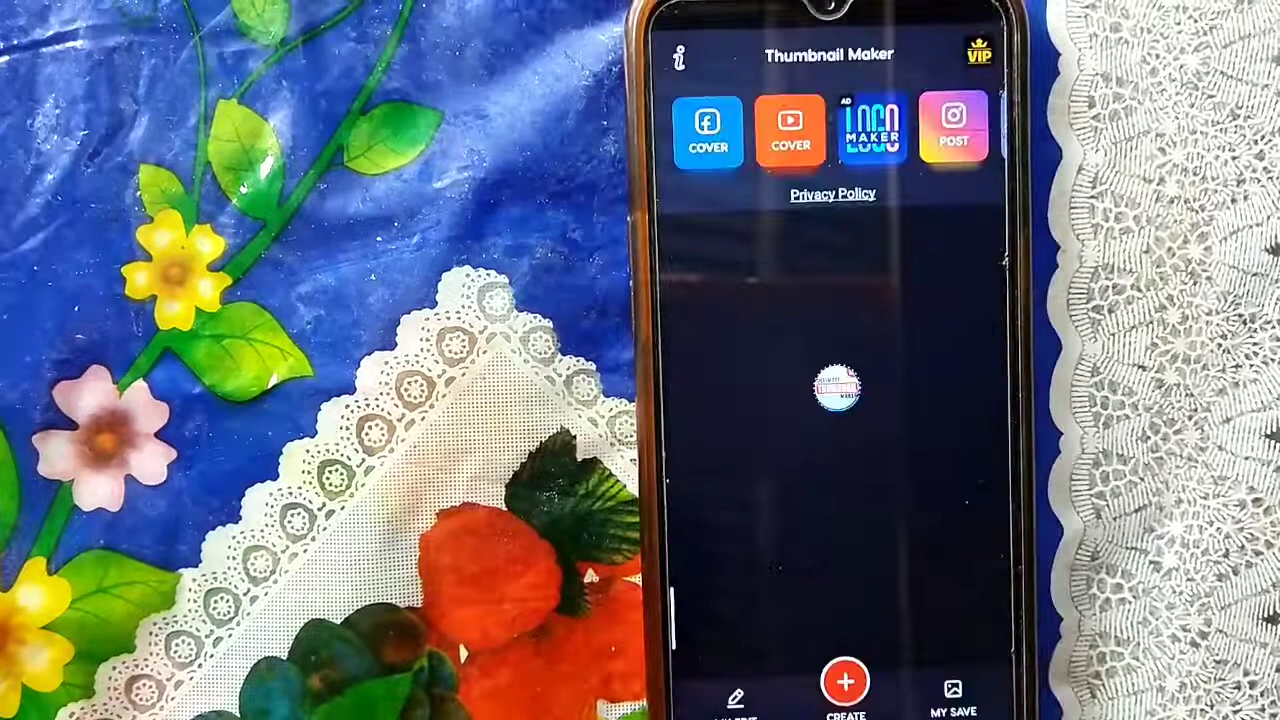 Thumbnail Maker
VIP
COVER
COVER
AD
LOGO
MAKER
POST
Privacy Policy
CREATE
MY SAVE